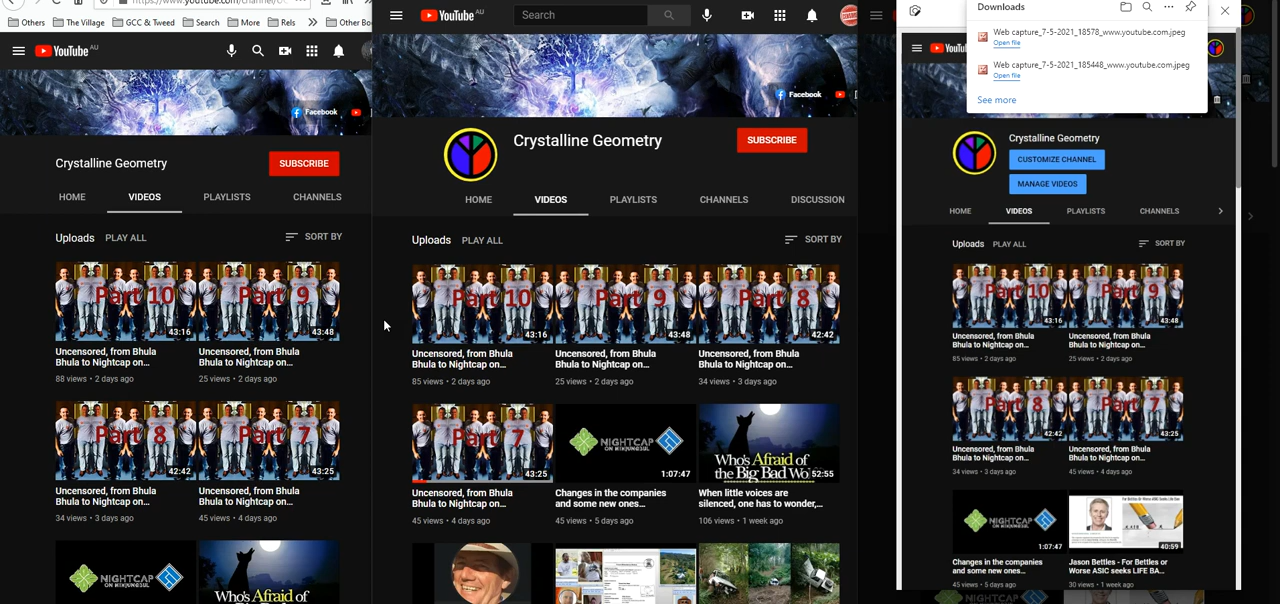 https://www.youtube.com/channel/
Others The Village GCC & Tweed Search More Rels Other Bo
YouTube AU
Facebook
Crystalline Geometry
SUBSCRIBE
HOME VIDEOS PLAYLISTS CHANNELS
Uploads PLAY ALL SORT BY
Part 10 Part 9
43:16 43:48
Uncensored, from Bhula Uncensored, from Bhula
Bhula to Nightcap on... Bhula to Nightcap on...
88 views • 2 days ago 25 views • 2 days ago
Part 8 Part 7
42:42 43:25
Uncensored, from Bhula Uncensored, from Bhula
Bhula to Nightcap on... Bhula to Nightcap on...
34 views • 3 days ago 45 views • 4 days ago
NIGHTCAP
ON MINJUNGBUL
Who's Afraid of
YouTube AU
Search
CENSORED
Facebook
Crystalline Geometry
SUBSCRIBE
HOME VIDEOS PLAYLISTS CHANNELS DISCUSSION
Uploads PLAY ALL SORT BY
Part 10 Part 9 Part 8
43:16 43:48 42:42
Uncensored, from Bhula Uncensored, from Bhula Uncensored, from Bhula
Bhula to Nightcap on... Bhula to Nightcap on... Bhula to Nightcap on...
85 views • 2 days ago 25 views • 2 days ago 34 views • 3 days ago
Part 7
NIGHTCAP
ON MINJUNGBUL
Who's Afraid of
the Big Bad Wo
43:25 1:07:47 52:55
Uncensored, from Bhula Changes in the companies When little voices are
Bhula to Nightcap on... and some new ones... silenced, one has to wonder,...
45 views • 4 days ago 45 views • 5 days ago 106 views • 1 week ago
Downloads
Web capture_7-5-2021_18578_www.youtube.com.jpeg
Open file
Web capture_7-5-2021_185448_www.youtube.com.jpeg
Open file
See more
YouTu
Crystalline Geometry
CUSTOMIZE CHANNEL
MANAGE VIDEOS
HOME VIDEOS PLAYLISTS CHANNELS
Uploads PLAY ALL SORT BY
Part 10 Part 9
43:16 43:48
Uncensored, from Bhula Uncensored, from Bhula
Bhula to Nightcap on... Bhula to Nightcap on...
85 views • 2 days ago 25 views • 2 days ago
Part 8 Part 7
42:42 43:25
Uncensored, from Bhula Uncensored, from Bhula
Bhula to Nightcap on... Bhula to Nightcap on...
34 views • 3 days ago 45 views • 4 days ago
NIGHTCAP
ON MINJUNGBUL
1:07:47 40:59
Changes in the companies Jason Bettles - For Bettles or
and some new ones... Worse ASIC seeks LIFE BA...
45 views • 5 days ago 30 views • 1 week ago